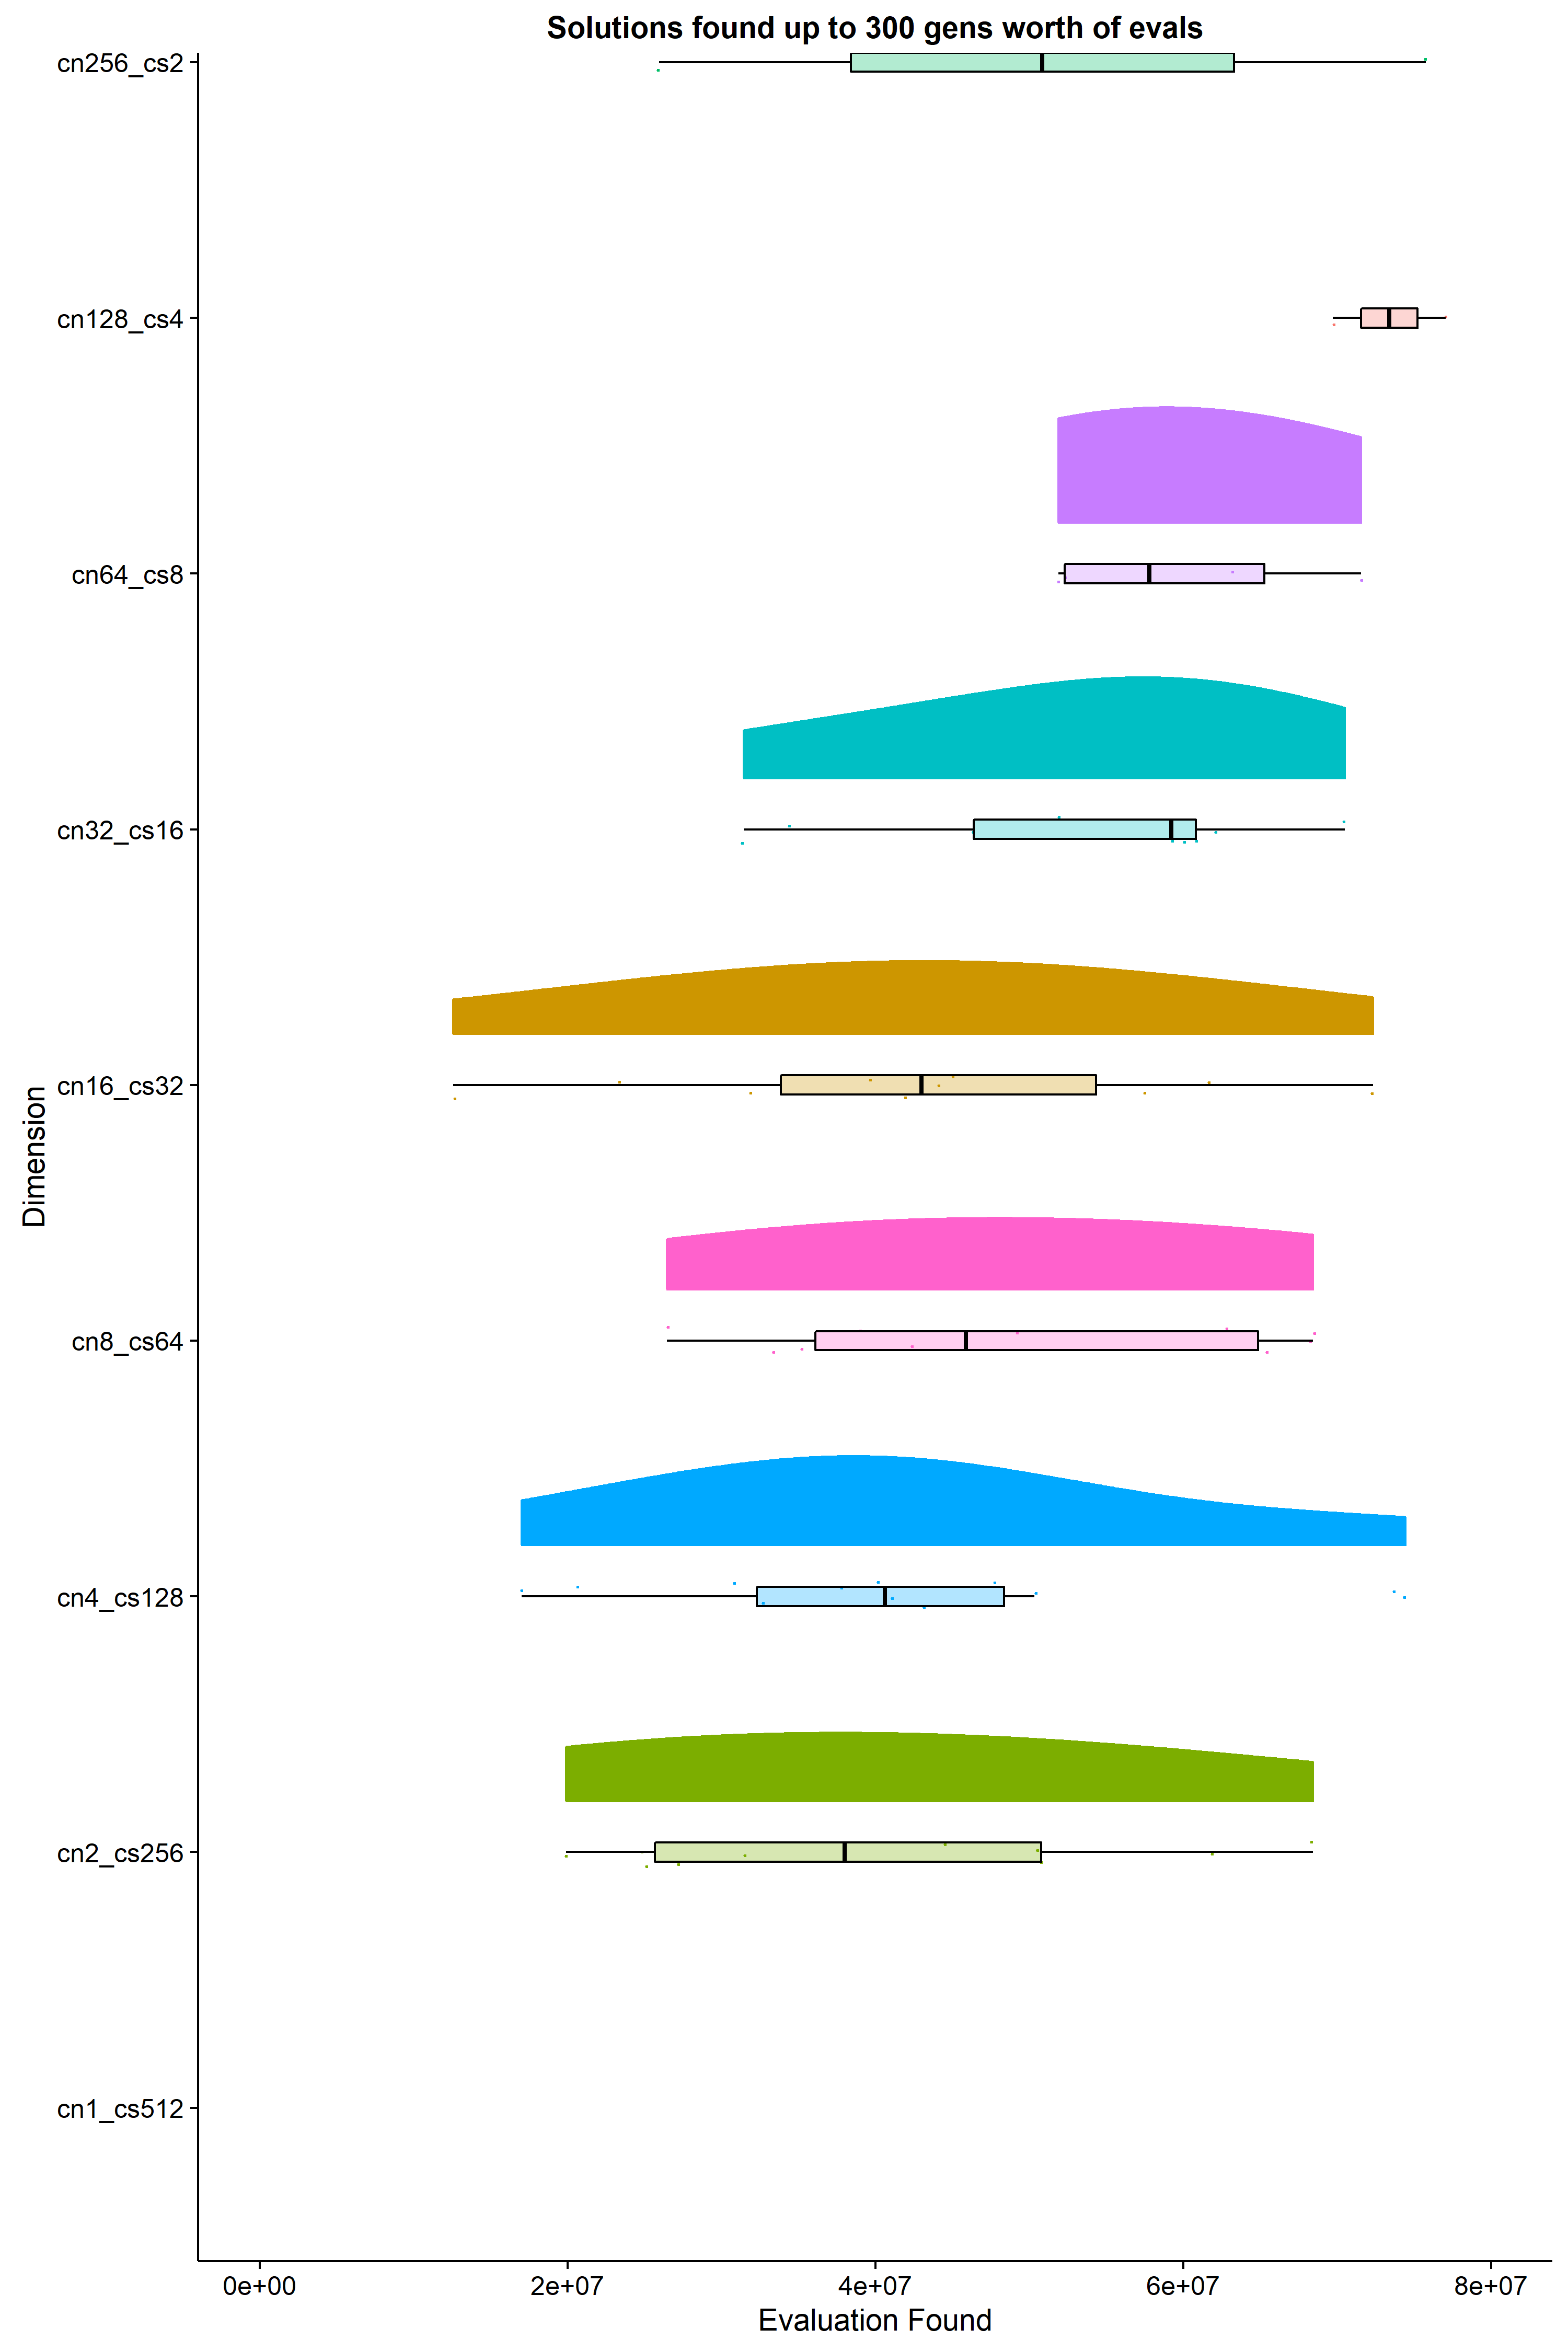 Solutions found up to 300 gens worth of evals
cn256_cs2
cn128_cs4
cn64_cs8
cn32_cs16
cn16_cs32
cn8_cs64
cn4_cs128
cn2_cs256
cn1_cs512
Dimension
0e+00 2e+07 4e+07 6e+07 8e+07
Evaluation Found